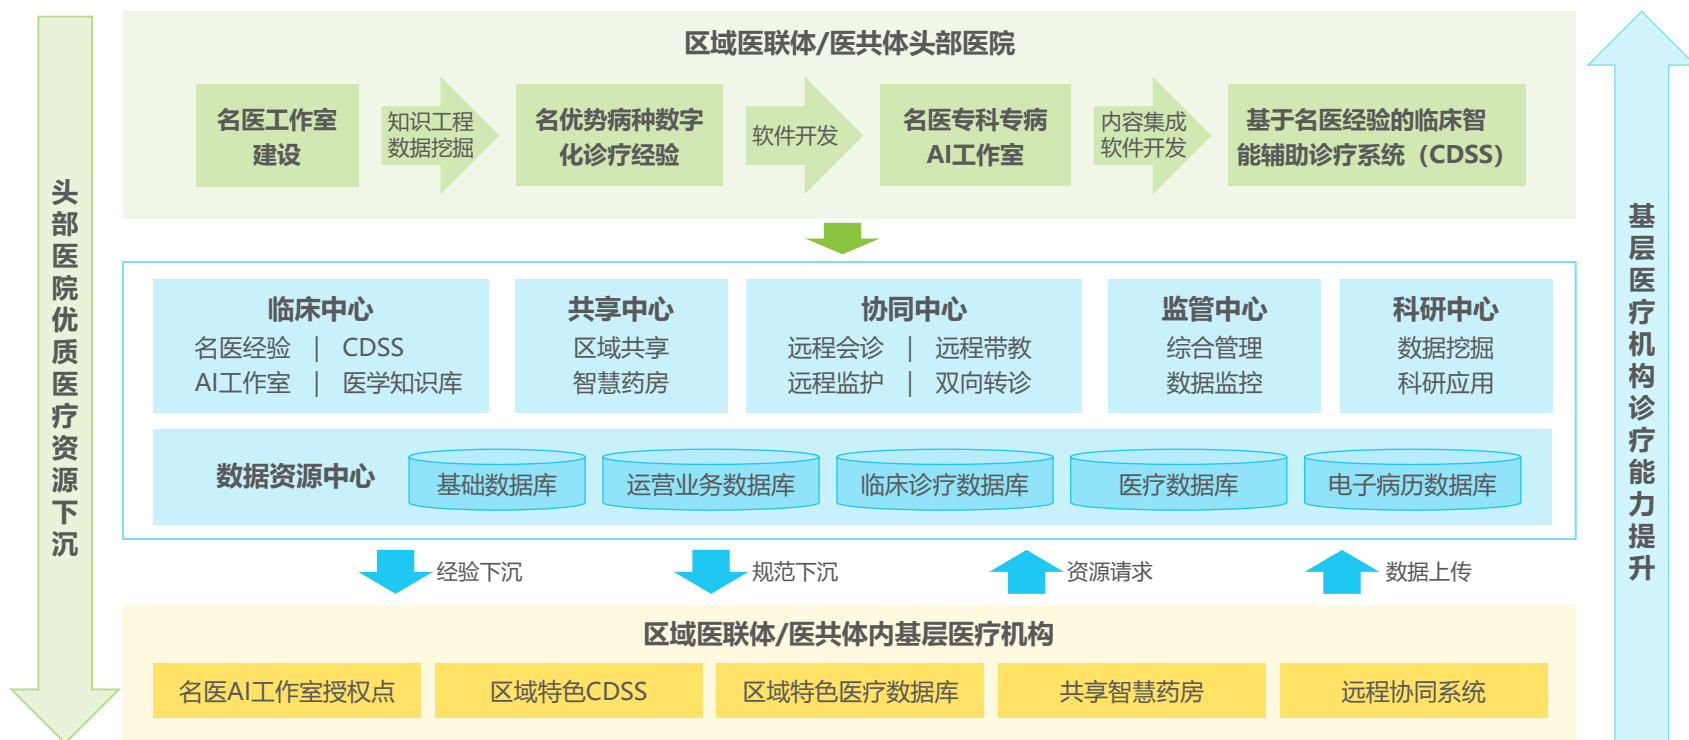 区域医联体/医共体头部医院
名医工作室
建设
知识工程
数据挖掘
名优势病种数字
化诊疗经验
软件开发
名医专科专病
AI工作室
内容集成
软件开发
基于名医经验的临床智
能辅助诊疗系统（CDSS）
头部医院优质医疗资源下沉
基层医疗机构诊疗能力提升
临床中心
名医经验 | CDSS
AI工作室 | 医学知识库
共享中心
区域共享
智慧药房
协同中心
远程会诊 | 远程带教
远程监护 | 双向转诊
监管中心
综合管理
数据监控
科研中心
数据挖掘
科研应用
数据资源中心
基础数据库
运营业务数据库
临床诊疗数据库
医疗数据库
电子病历数据库
经验下沉
规范下沉
资源请求
数据上传
区域医联体/医共体内基层医疗机构
名医AI工作室授权点
区域特色CDSS
区域特色医疗数据库
共享智慧药房
远程协同系统